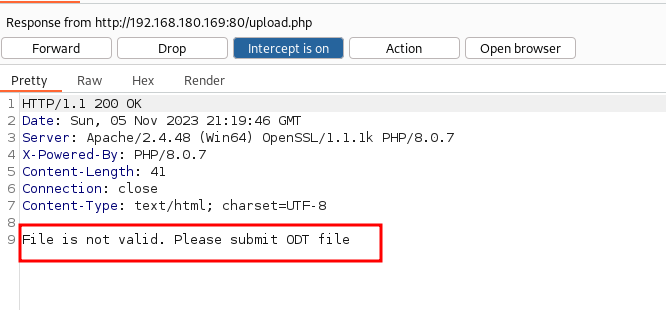 Response from http://192.168.180.169:80/upload.php
Forward Drop Intercept is on Action Open browser
Pretty Raw Hex Render
1 HTTP/1.1 200 OK
2 Date: Sun, 05 Nov 2023 21:19:46 GMT
3 Server: Apache/2.4.48 (Win64) OpenSSL/1.1.1k PHP/8.0.7
4 X-Powered-By: PHP/8.0.7
5 Content-Length: 41
6 Connection: close
7 Content-Type: text/html; charset=UTF-8
8
9 File is not valid. Please submit ODT file